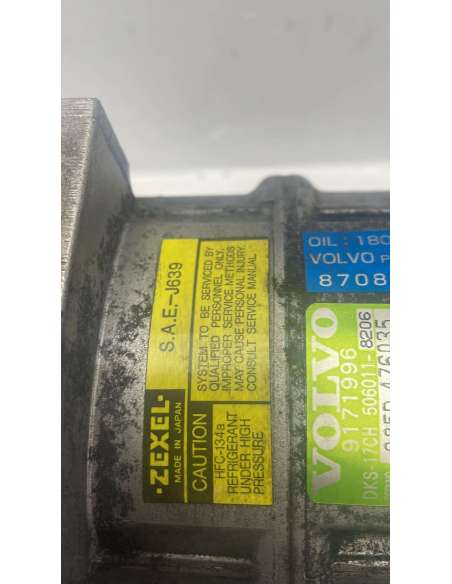 ·ZEXEL·
MADE IN JAPAN
S.A.E.-J639
CAUTION
SYSTEM TO BE SERVICED BY
QUALIFIED PERSONNEL ONLY.
IMPROPER SERVICE METHODS
MAY CAUSE PERSONAL INJURY.
CONSULT SERVICE MANUAL
HFC-134a
REFRIGERANT
UNDER HIGH
PRESSURE
OIL : 180
VOLVO P
8708
VOLVO
9171996
DKS-17CH 506011-8206